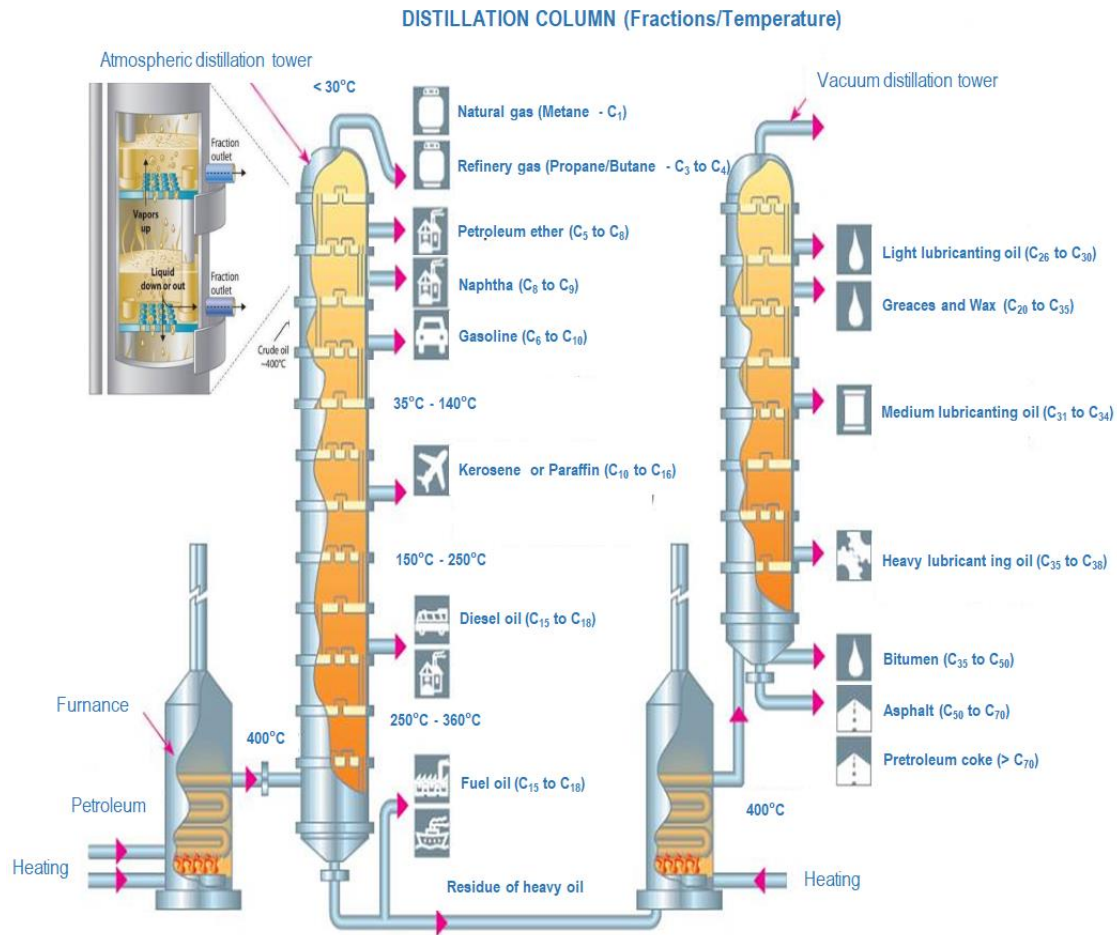 DISTILLATION COLUMN (Fractions/Temperature)
Atmospheric distillation tower
Vacuum distillation tower
< 30°C
Natural gas (Metane - C₁)
Refinery gas (Propane/Butane - C₃ to C₄)
Fraction
outlet
Vapors
up
Liquid
down or out
Fraction
outlet
Crude oil
~400°C
Petroleum ether (C₅ to C₈)
Naphtha (C₈ to C₉)
Gasoline (C₆ to C₁₀)
35°C - 140°C
Kerosene or Paraffin (C₁₀ to C₁₆)
150°C - 250°C
Diesel oil (C₁₅ to C₁₈)
250°C - 360°C
Fuel oil (C₁₅ to C₁₈)
Light lubricanting oil (C₂₆ to C₃₀)
Greaces and Wax (C₂₀ to C₃₅)
Medium lubricanting oil (C₃₁ to C₃₄)
Heavy lubricant ing oil (C₃₅ to C₃₈)
Bitumen (C₃₅ to C₅₀)
Asphalt (C₅₀ to C₇₀)
Pretroleum coke (> C₇₀)
Furnance
400°C
Petroleum
Heating
Residue of heavy oil
400°C
Heating